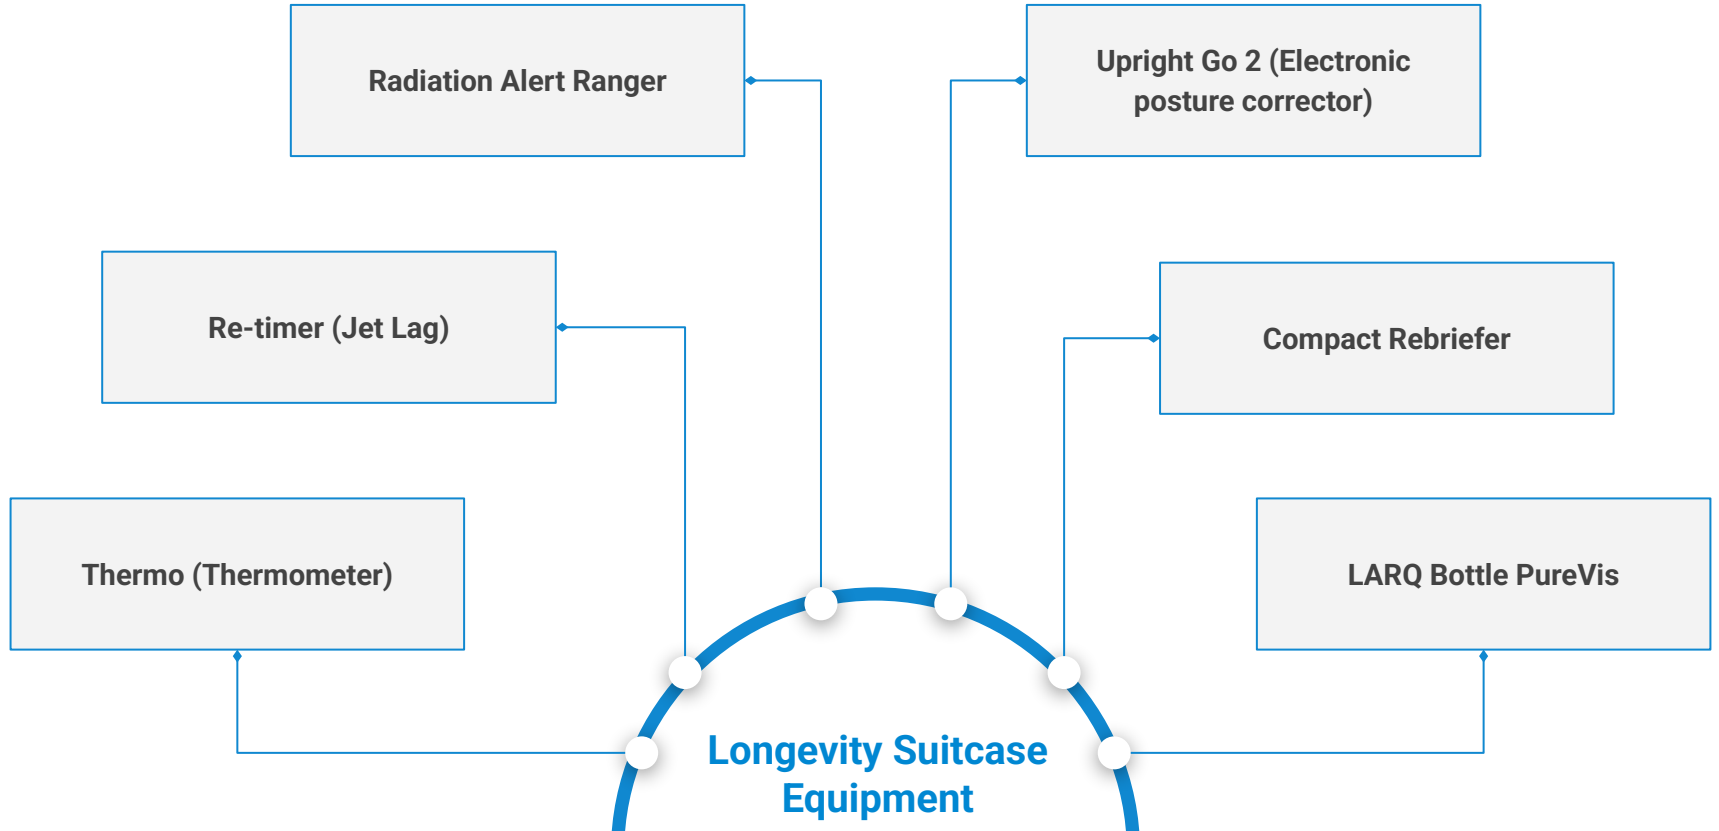 Radiation Alert Ranger
Upright Go 2 (Electronic
posture corrector)
Re-timer (Jet Lag)
Compact Rebriefer
Thermo (Thermometer)
LARQ Bottle PureVis
Longevity Suitcase
Equipment